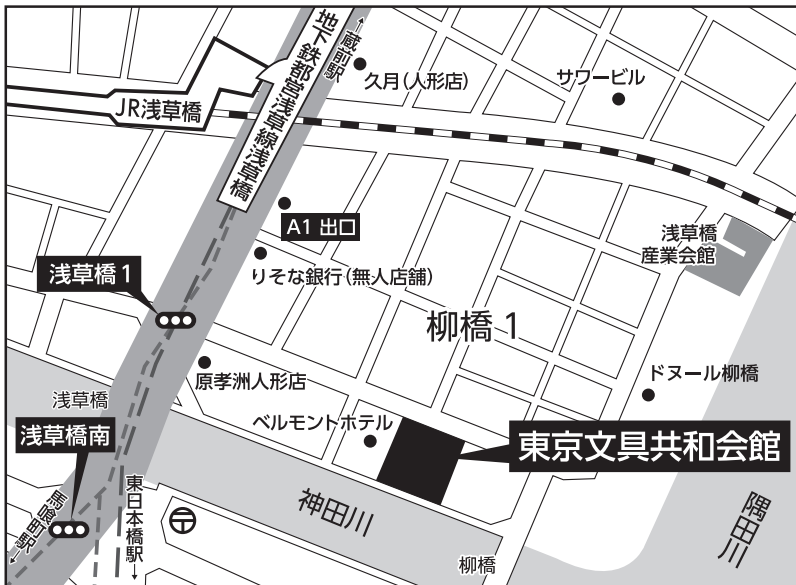 地下鉄都営浅草線浅草橋
←蔵前駅
久月(人形店)
サワービル
JR浅草橋
A1 出口
浅草橋
産業会館
りそな銀行(無人店舗)
浅草橋1
柳橋1
原孝洲人形店
ドヌール柳橋
浅草橋
浅草橋南
ベルモントホテル
東京文具共和会館
神田川
隅田川
馬喰町駅
←
東日本橋駅→
〒
柳橋